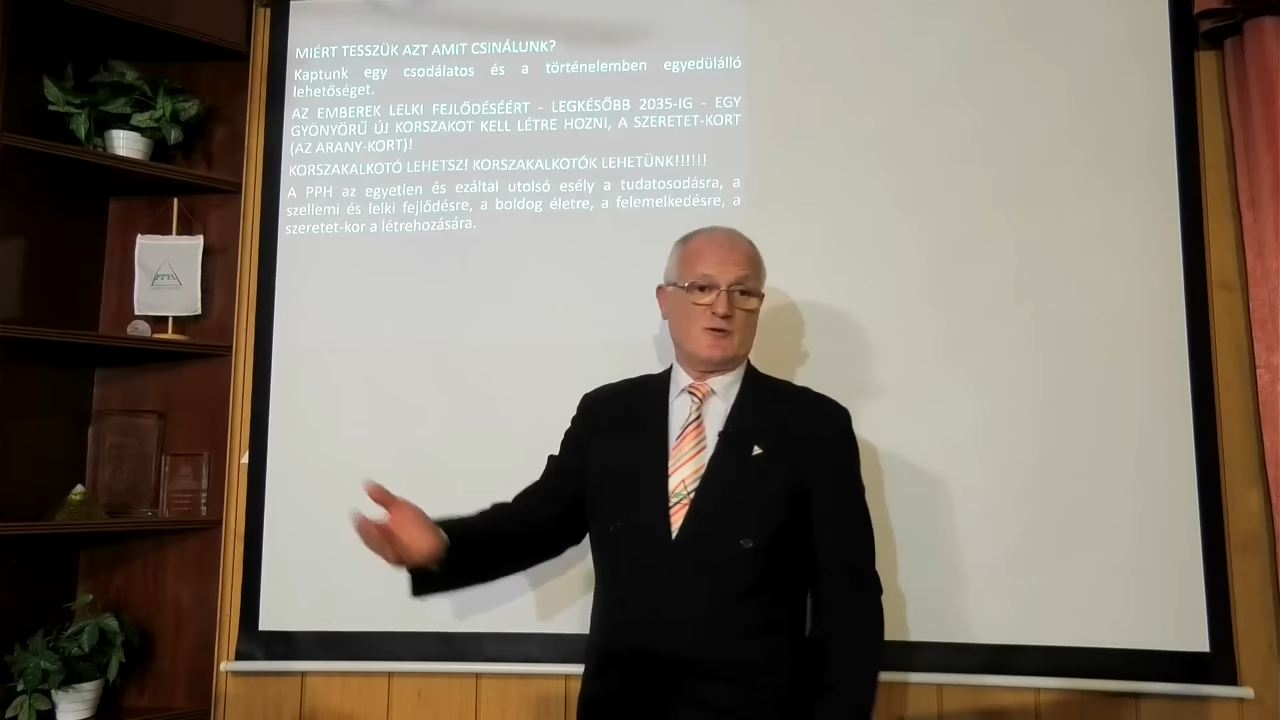 MIÉRT TESSZÜK AZT AMIT CSINÁLUNK?
Kaptunk egy csodálatos és a történelemben egyedülálló
lehetőséget.
AZ EMBEREK LELKI FEJLŐDÉSÉÉRT - LEGKÉSŐBB 2035-IG - EGY
GYÖNYÖRŰ ÚJ KORSZAKOT KELL LÉTRE HOZNI, A SZERETET-KORT
(AZ ARANY-KORT)!
KORSZAKALKOTÓ LEHETSZ! KORSZAKALKOTÓK LEHETÜNK!!!!!!
A PPH az egyetlen és ezáltal utolsó esély a tudatosodásra, a
szellemi és lelki fejlődésre, a boldog életre, a felemelkedésre, a
szeretet-kor a létrehozására.
PPH